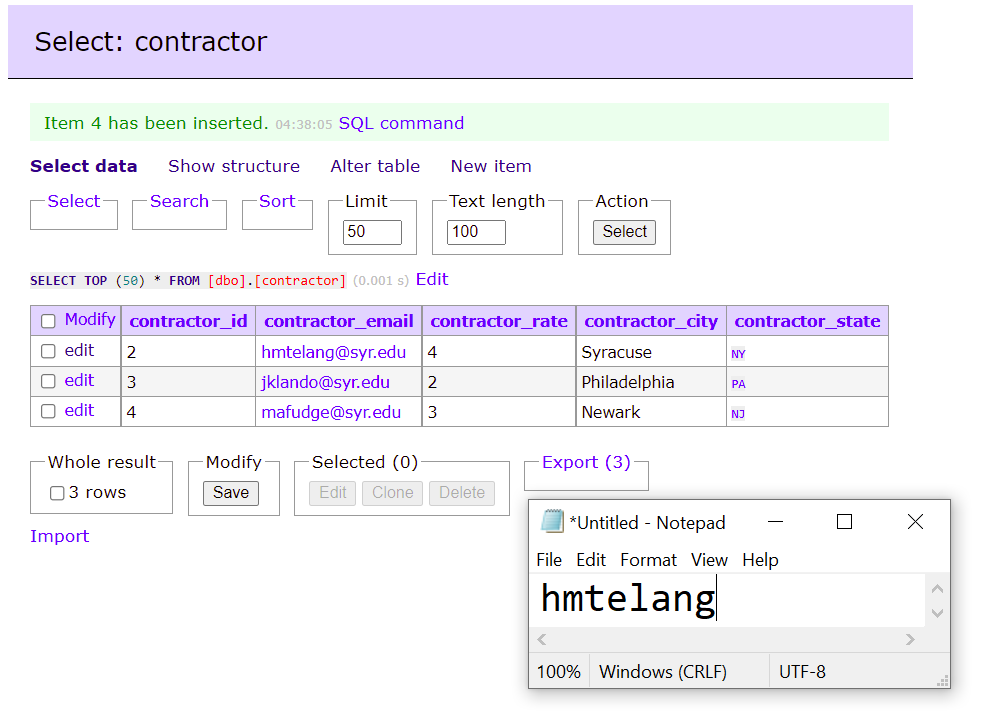 Select: contractor
Item 4 has been inserted. 04:38:05 SQL command
Select data Show structure Alter table New item
Select Search Sort Limit Text length Action
50 100 Select
SELECT TOP (50) * FROM [dbo].[contractor] (0.001 s) Edit
Modify contractor_id contractor_email contractor_rate contractor_city contractor_state
edit 2 hmtelang@syr.edu 4 Syracuse NY
edit 3 jklando@syr.edu 2 Philadelphia PA
edit 4 mafudge@syr.edu 3 Newark NJ
Whole result Modify Selected (0) Export (3)
3 rows Save Edit Clone Delete
Import
*Untitled - Notepad
File Edit Format View Help
hmtelang
100% Windows (CRLF) UTF-8